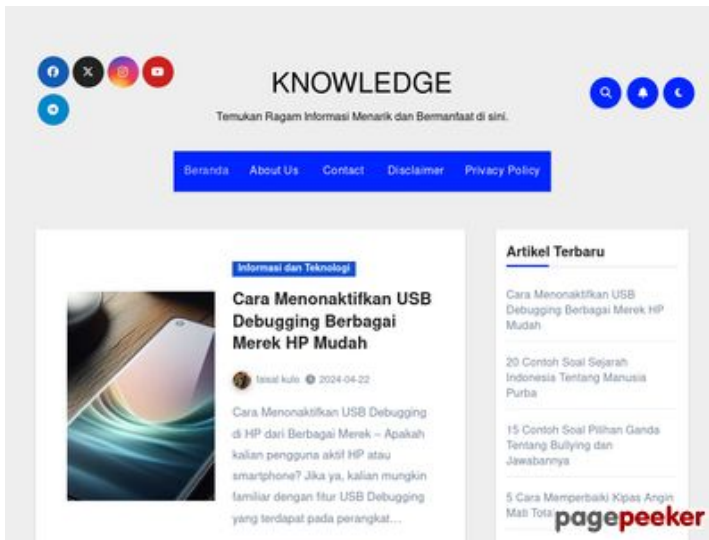 KNOWLEDGE
Temukan Ragam Informasi Menarik dan Bermanfaat di sini.
Beranda About Us Contact Disclaimer Privacy Policy
Informasi dan Teknologi
Cara Menonaktifkan USB
Debugging Berbagai
Merek HP Mudah
faisal kulo 2024-04-22
Cara Menonaktifkan USB Debugging
di HP dari Berbagai Merek – Apakah
kalian pengguna aktif HP atau
smartphone? Jika ya, kalian mungkin
familiar dengan fitur USB Debugging
yang terdapat pada perangkat…
Artikel Terbaru
Cara Menonaktifkan USB
Debugging Berbagai Merek HP
Mudah
20 Contoh Soal Sejarah
Indonesia Tentang Manusia
Purba
15 Contoh Soal Pilihan Ganda
Tentang Bullying dan
Jawabannya
5 Cara Memperbaiki Kipas Angin
Mati Total
pagepeeker